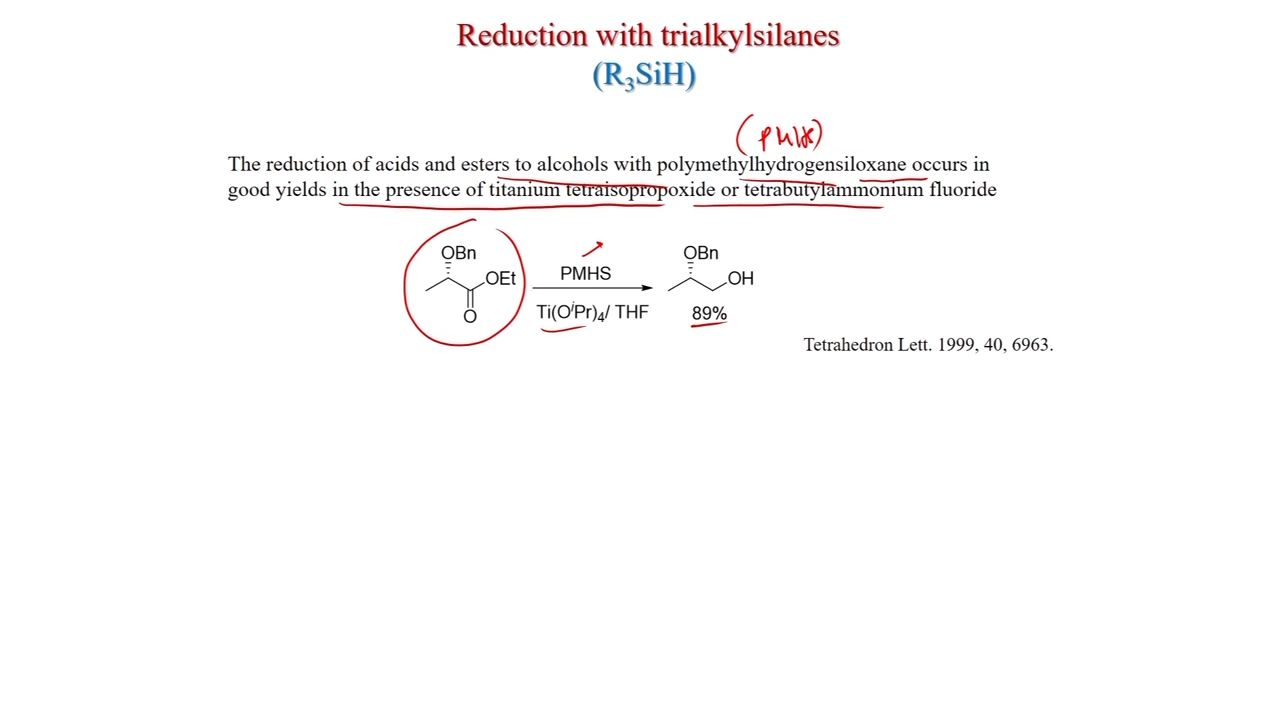 Reduction with trialkylsilanes
(R₃SiH)
(PMHS)
The reduction of acids and esters to alcohols with polymethylhydrogensiloxane occurs in
good yields in the presence of titanium tetraisopropoxide or tetrabutylammonium fluoride
OBn
OEt
O
PMHS
Ti(OⁱPr)₄/ THF
OBn
OH
89%
Tetrahedron Lett. 1999, 40, 6963.